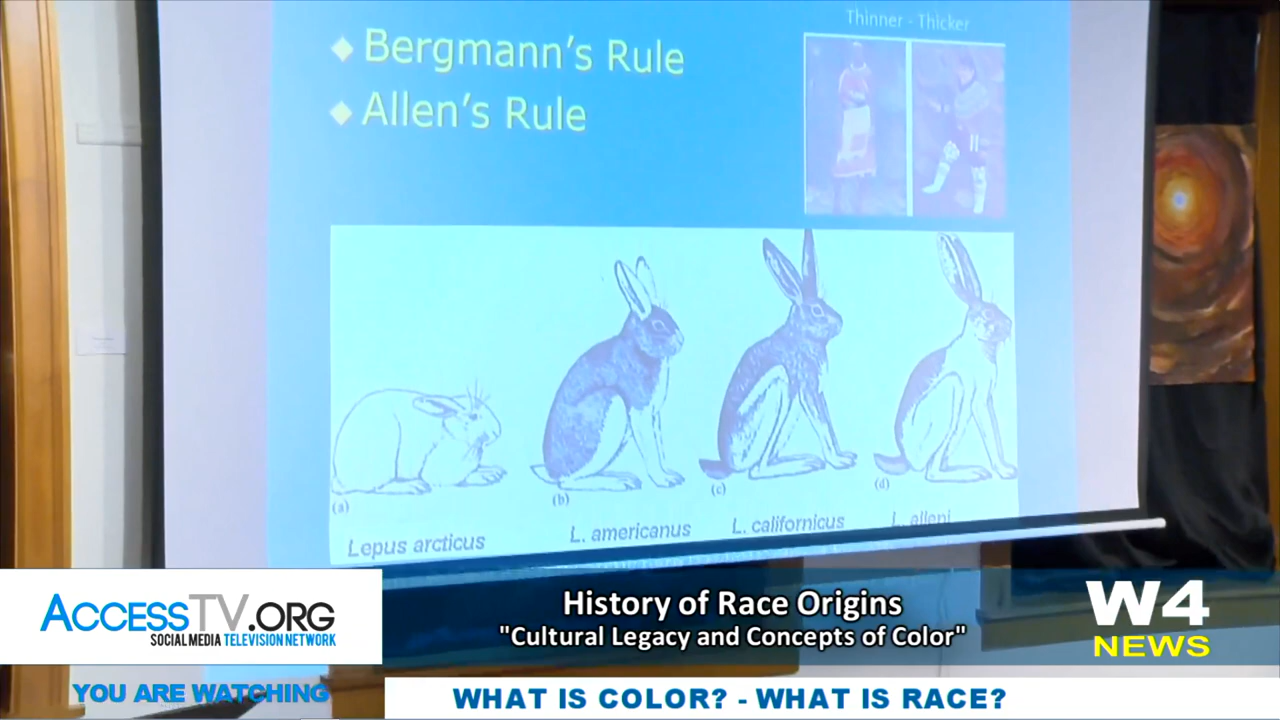 Thinner - Thicker
◆ Bergmann's Rule
◆ Allen's Rule
(a)
(b)
(c)
(d)
Lepus arcticus
L. americanus
L. californicus
L. alleni
ACCESSTV.ORG
SOCIAL MEDIA TELEVISION NETWORK
History of Race Origins
"Cultural Legacy and Concepts of Color"
W4
NEWS
YOU ARE WATCHING
WHAT IS COLOR? - WHAT IS RACE?